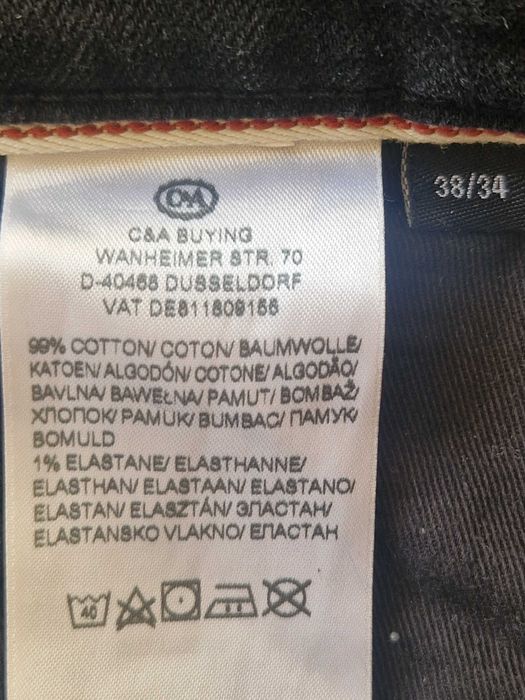 C&A
C&A BUYING
WANHEIMER STR. 70
D-40468 DUSSELDORF
VAT DE811809156
99% COTTON/ COTON/ BAUMWOLLE/
KATOEN/ ALGODÓN/ COTONE/ ALGODÃO/
BAVLNA/ BAWEŁNA/ PAMUT/ BOMBAŽ/
ХЛОПОК/ PAMUK/ BUMBAC/ ПАМУК/
BOMULD
1% ELASTANE/ ELASTHANNE/
ELASTHAN/ ELASTAAN/ ELASTANO/
ELASTAN/ ELASZTÁN/ ЭЛАСТАН/
ELASTANSKO VLAKNO/ ЕЛАСТАН
40
38/34